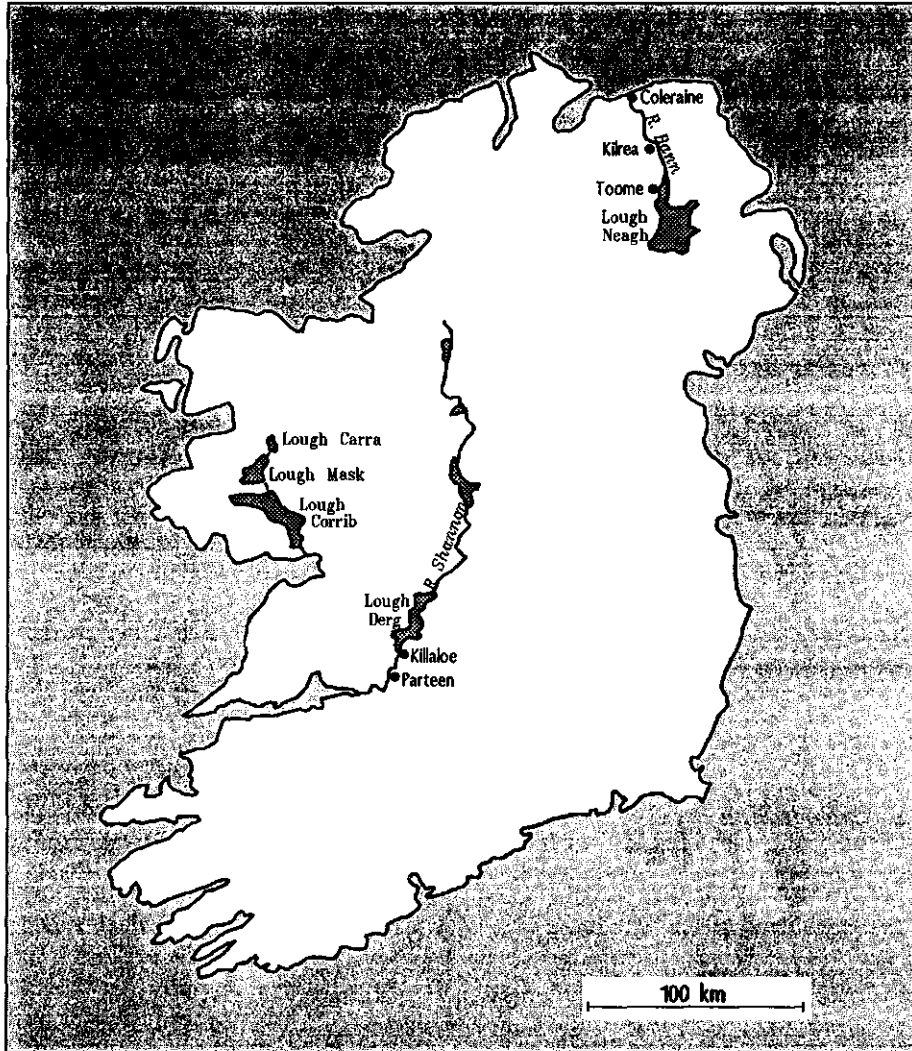 Coleraine
R. Bann
Kilrea
Toome
Lough
Neagh
Lough Carra
Lough Mask
Lough
Corrib
R. Shannon
Lough
Derg
Killaloe
Parteen
100 km